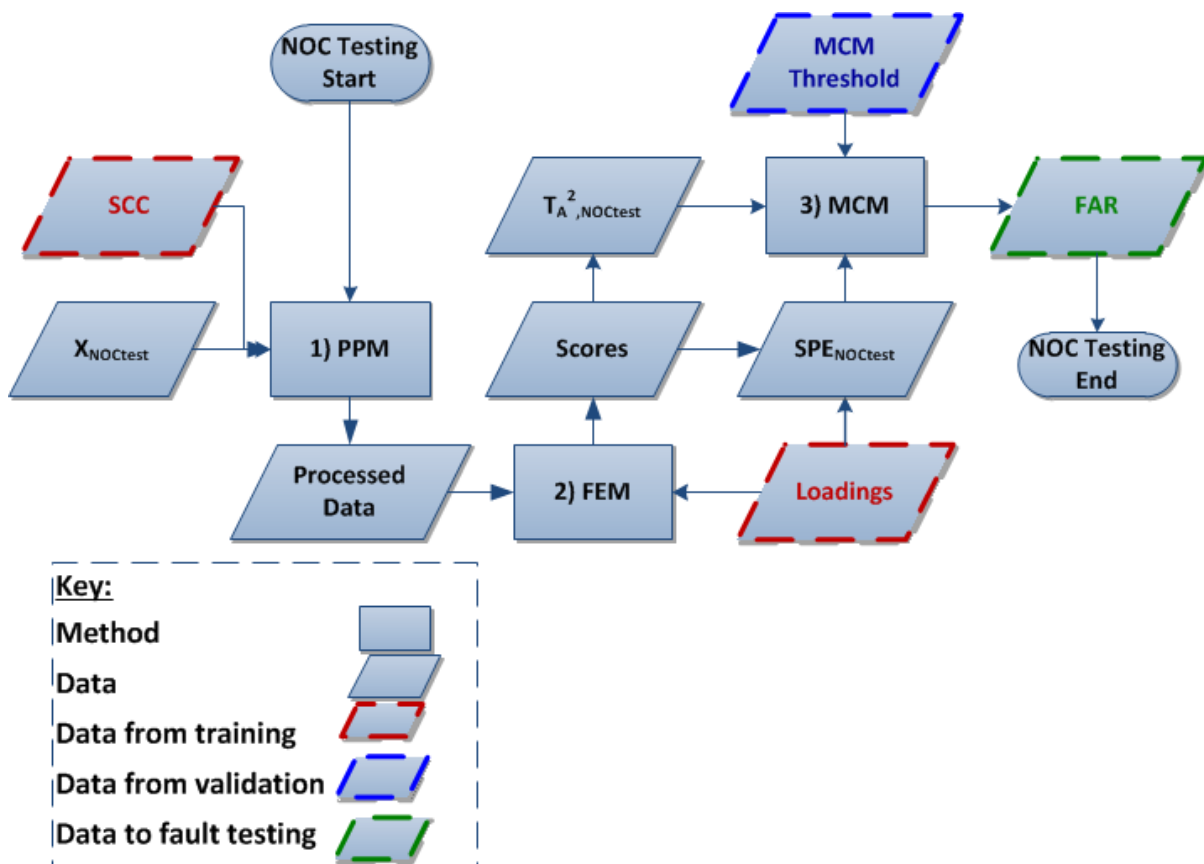 NOC Testing
Start
MCM
Threshold
SCC
T_A^2,NOCtest
3) MCM
FAR
X_NOCtest
1) PPM
Scores
SPE_NOCtest
NOC Testing
End
Processed
Data
2) FEM
Loadings
Key:
Method
Data
Data from training
Data from validation
Data to fault testing